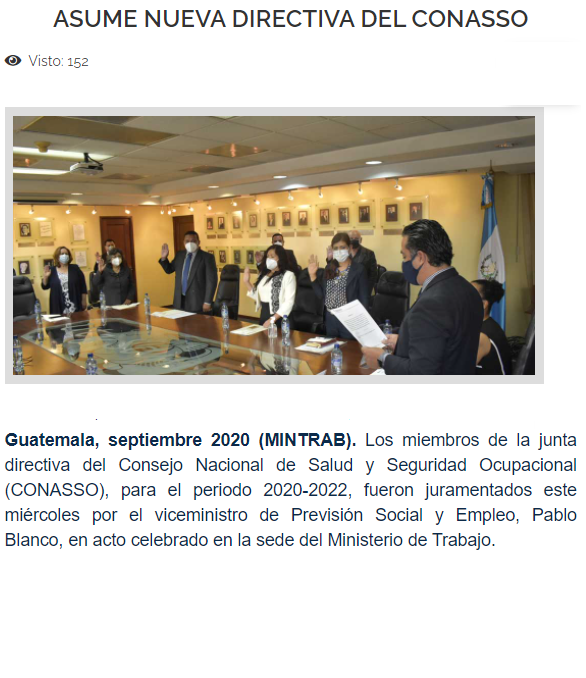 ASUME NUEVA DIRECTIVA DEL CONASSO
Visto: 152
Guatemala, septiembre 2020 (MINTRAB). Los miembros de la junta
directiva del Consejo Nacional de Salud y Seguridad Ocupacional
(CONASSO), para el periodo 2020-2022, fueron juramentados este
miércoles por el viceministro de Previsión Social y Empleo, Pablo
Blanco, en acto celebrado en la sede del Ministerio de Trabajo.